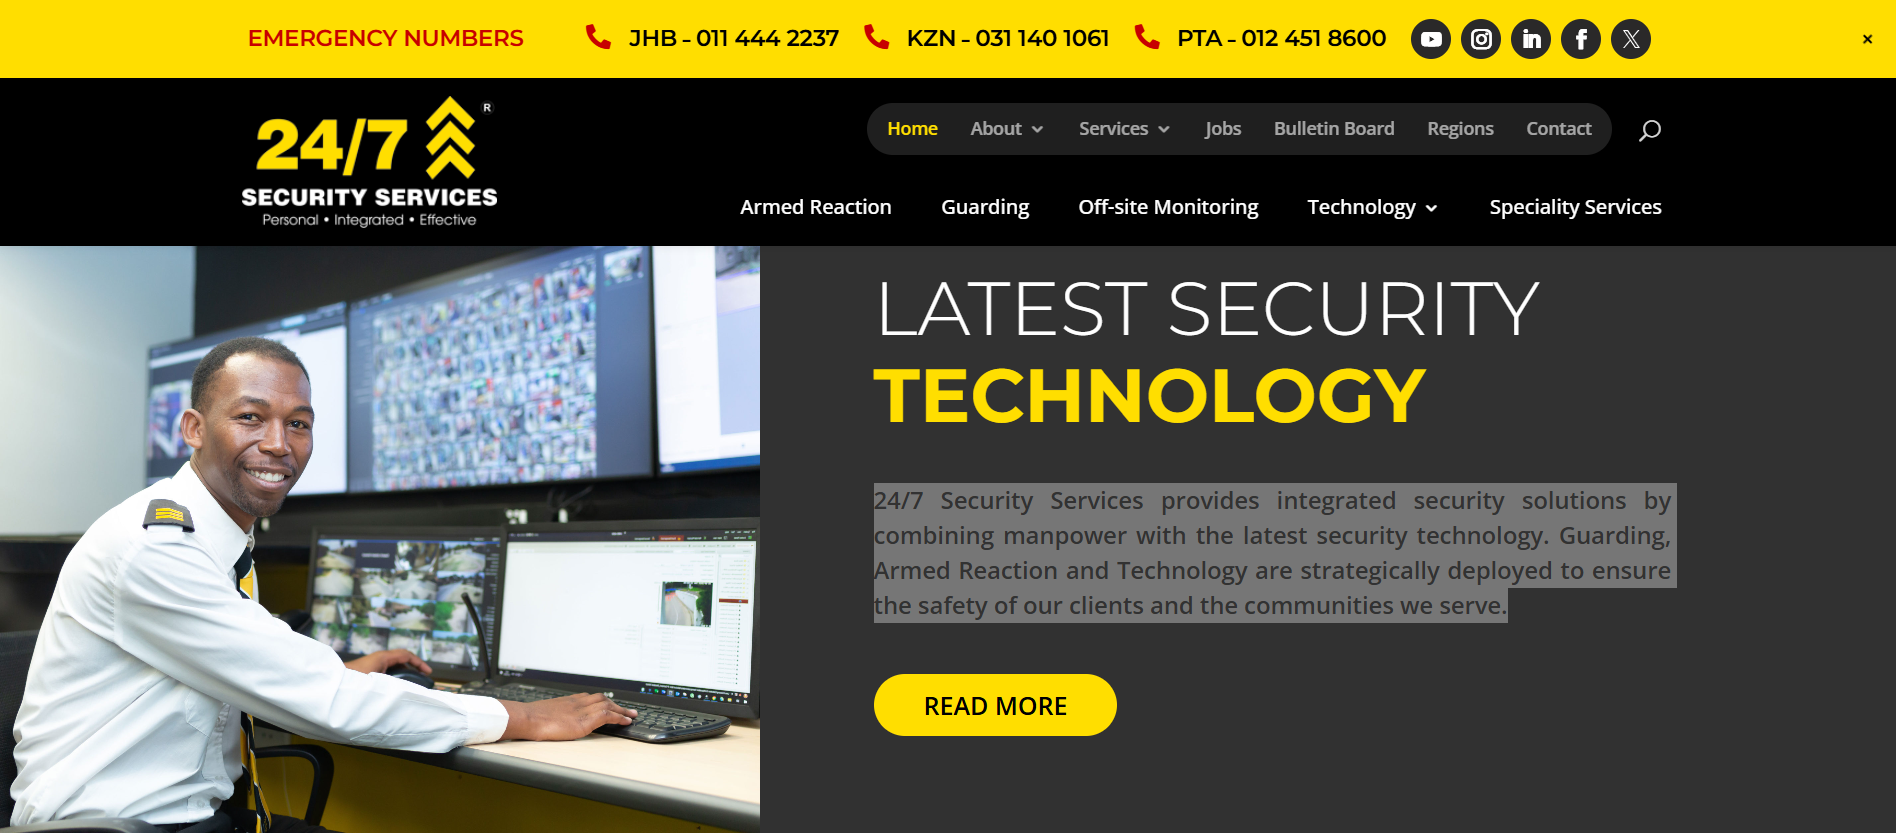 EMERGENCY NUMBERS
JHB - 011 444 2237
KZN - 031 140 1061
PTA - 012 451 8600
×
24/7
®
SECURITY SERVICES
Personal • Integrated • Effective
Home About Services Jobs Bulletin Board Regions Contact
Armed Reaction Guarding Off-site Monitoring Technology Speciality Services
LATEST SECURITY
TECHNOLOGY
24/7 Security Services provides integrated security solutions by
combining manpower with the latest security technology. Guarding,
Armed Reaction and Technology are strategically deployed to ensure
the safety of our clients and the communities we serve.
READ MORE